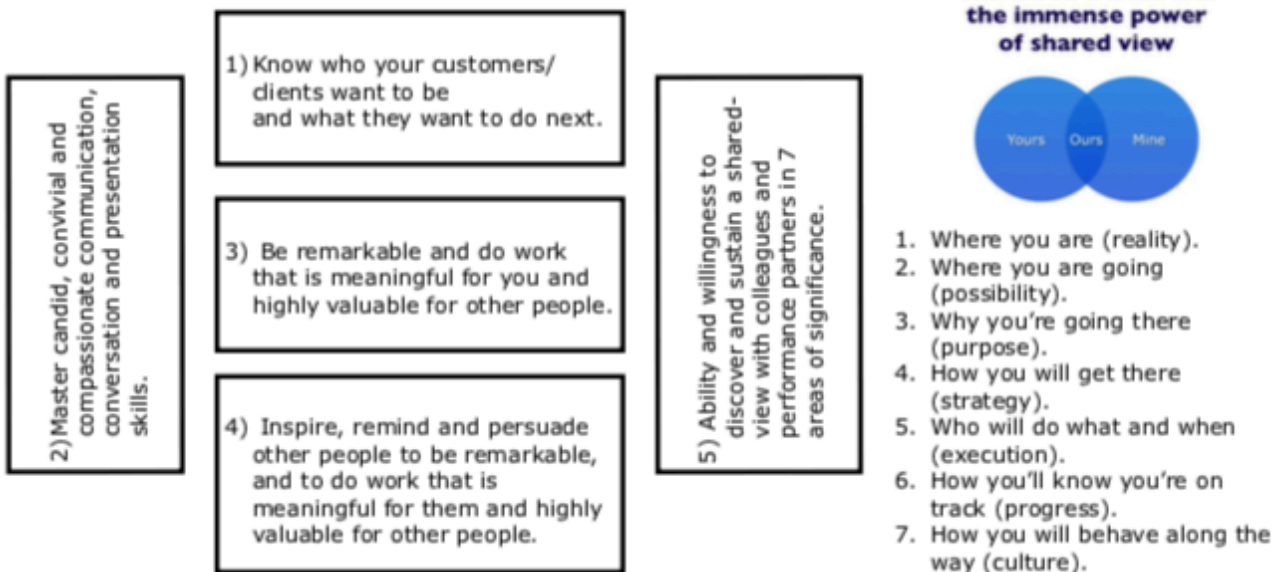 1) Know who your customers/
clients want to be
and what they want to do next.
2) Master candid, convivial and
compassionate communication,
conversation and presentation
skills.
3) Be remarkable and do work
that is meaningful for you and
highly valuable for other people.
4) Inspire, remind and persuade
other people to be remarkable,
and to do work that is
meaningful for them and highly
valuable for other people.
5) Ability and willingness to
discover and sustain a shared-
view with colleagues and
performance partners in 7
areas of significance.
the immense power
of shared view
Yours Ours Mine
1. Where you are (reality).
2. Where you are going
(possibility).
3. Why you're going there
(purpose).
4. How you will get there
(strategy).
5. Who will do what and when
(execution).
6. How you'll know you're on
track (progress).
7. How you will behave along the
way (culture).